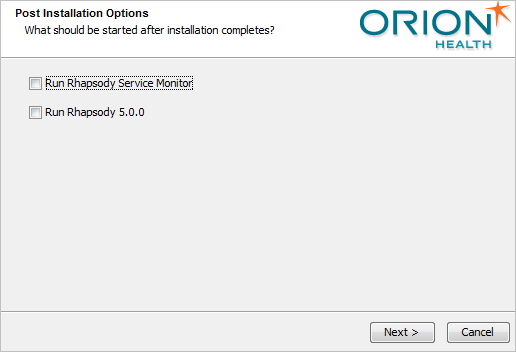 Post Installation Options
What should be started after installation completes?
ORION
HEALTH
Run Rhapsody Service Monitor
Run Rhapsody 5.0.0
Next >
Cancel